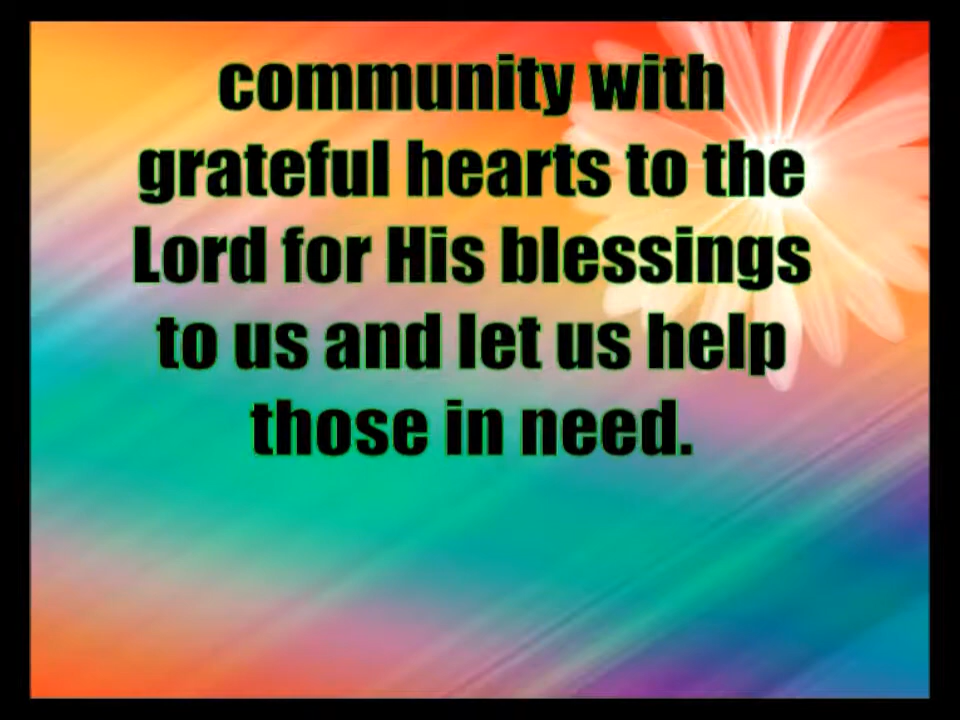 community with
grateful hearts to the
Lord for His blessings
to us and let us help
those in need.